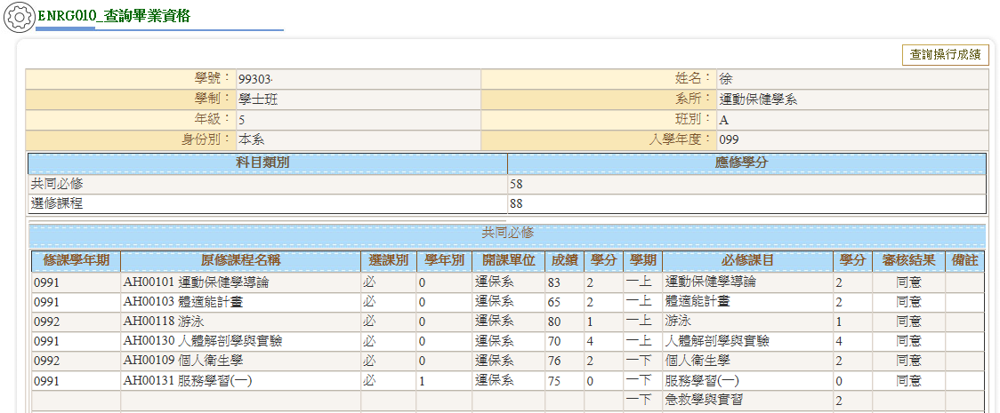 ENRG010_查詢畢業資格
查詢操行成績
學號： 99303 姓名： 徐
學制： 學士班 系所： 運動保健學系
年級： 5 班別： A
身份別： 本系 入學年度： 099
科目類別 應修學分
共同必修 58
選修課程 88
共同必修
修課學年期 原修課程名稱 選課別 學年別 開課單位 成績 學分 學期 必修課目 學分 審核結果 備註
0991 AH00101 運動保健學導論 必 0 運保系 83 2 一上 運動保健學導論 2 同意
0991 AH00103 體適能計畫 必 0 運保系 65 2 一上 體適能計畫 2 同意
0992 AH00118 游泳 必 0 運保系 80 1 一上 游泳 1 同意
0991 AH00130 人體解剖學與實驗 必 0 運保系 70 4 一上 人體解剖學與實驗 4 同意
0992 AH00109 個人衛生學 必 0 運保系 76 2 一下 個人衛生學 2 同意
0991 AH00131 服務學習(一) 必 1 運保系 75 0 一下 服務學習(一) 0 同意
一下 急救學與實習 2